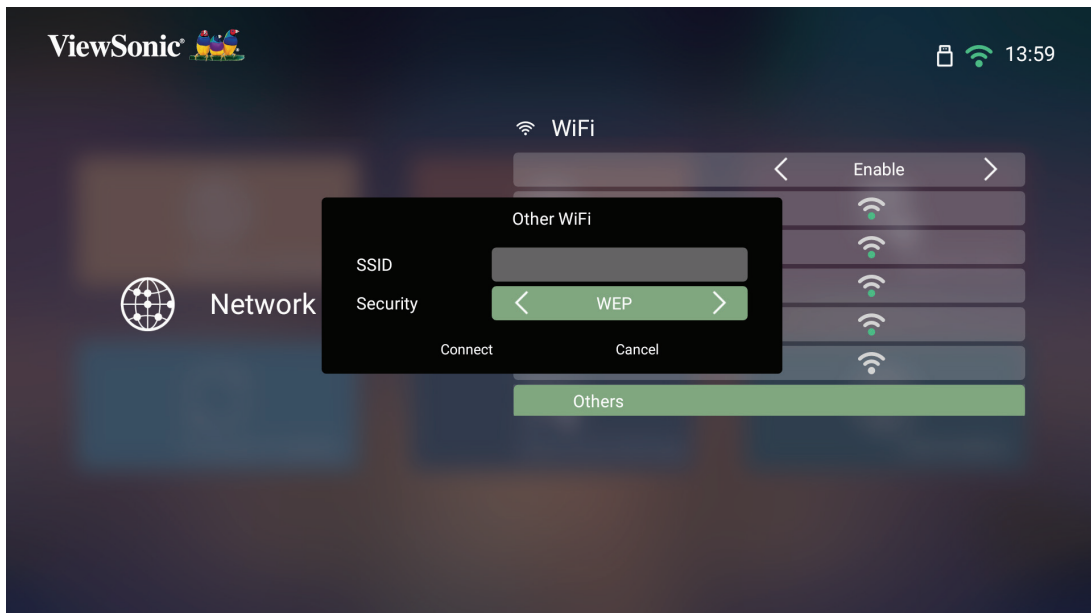 ViewSonic®
13:59
WiFi
Enable
Other WiFi
SSID
Network
Security
WEP
Connect
Cancel
Others